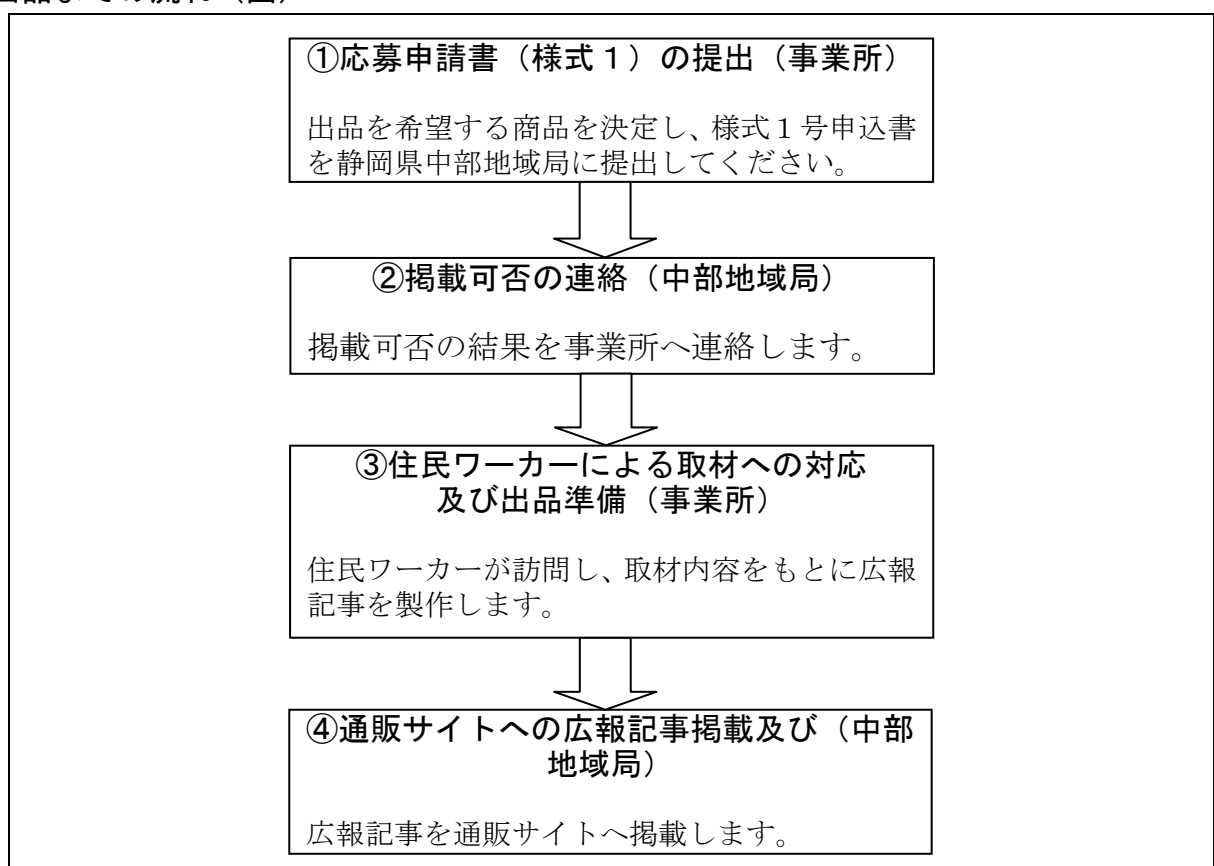 ①応募申請書（様式１）の提出（事業所）
出品を希望する商品を決定し、様式１号申込書
を静岡県中部地域局に提出してください。
②掲載可否の連絡（中部地域局）
掲載可否の結果を事業所へ連絡します。
③住民ワーカーによる取材への対応
及び出品準備（事業所）
住民ワーカーが訪問し、取材内容をもとに広報
記事を製作します。
④通販サイトへの広報記事掲載及び（中部
地域局）
広報記事を通販サイトへ掲載します。